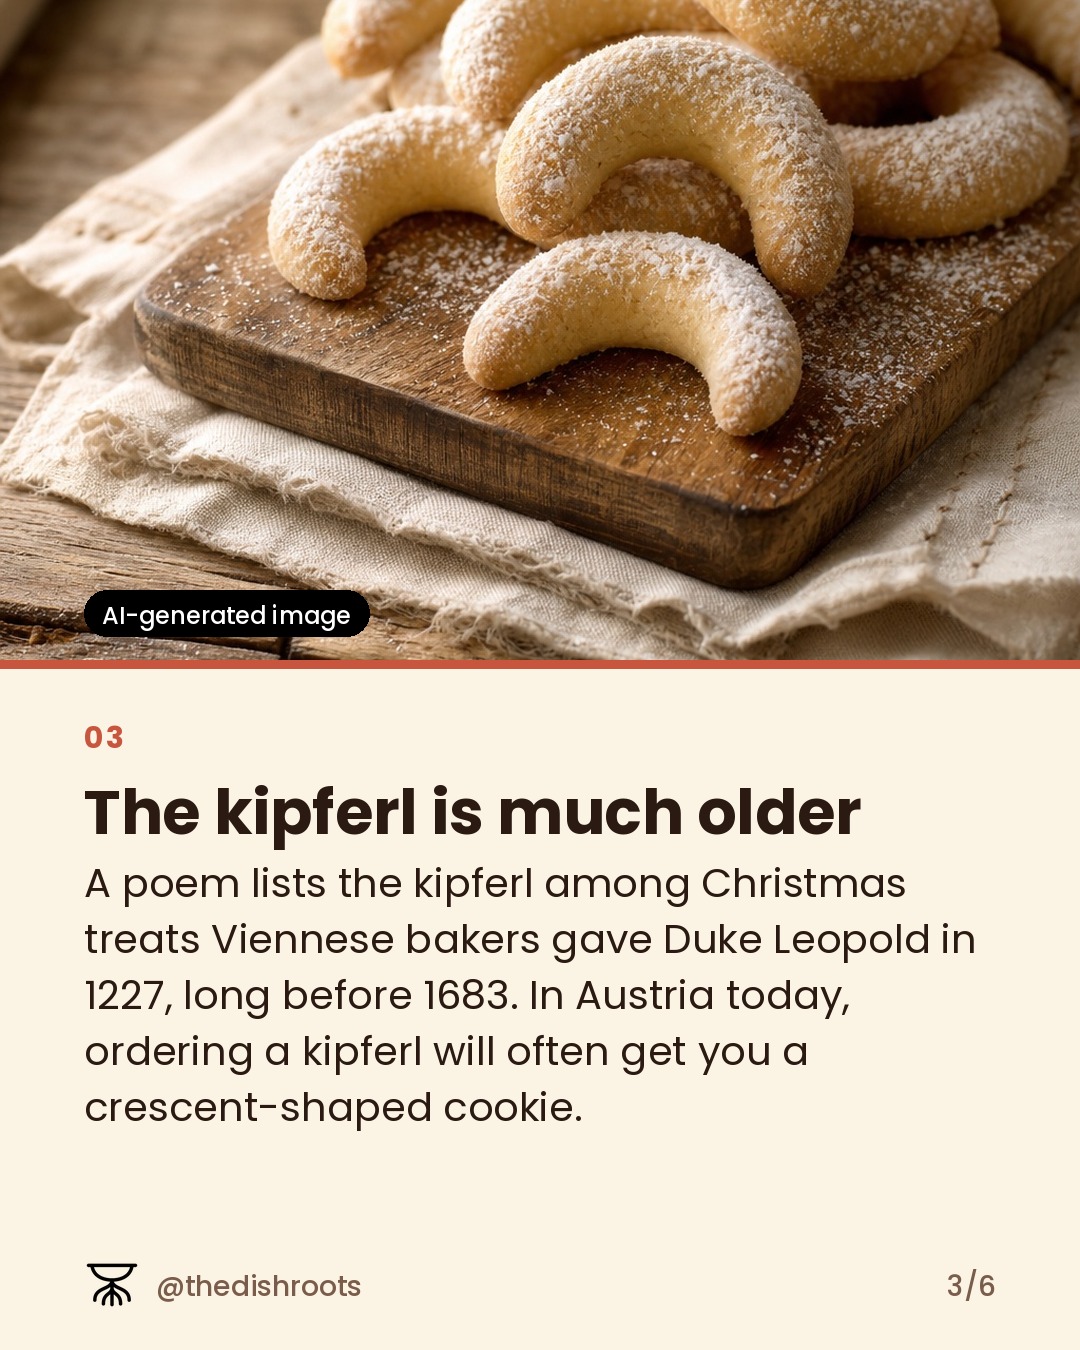 AI-generated image
03
The kipferl is much older
A poem lists the kipferl among Christmas
treats Viennese bakers gave Duke Leopold in
1227, long before 1683. In Austria today,
ordering a kipferl will often get you a
crescent-shaped cookie.
@thedishroots
3/6